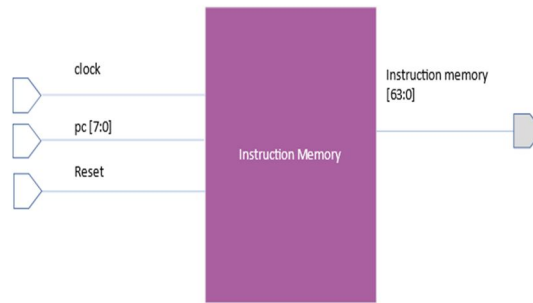 clock
pc [7:0]
Reset
Instruction Memory
Instruction memory
[63:0]